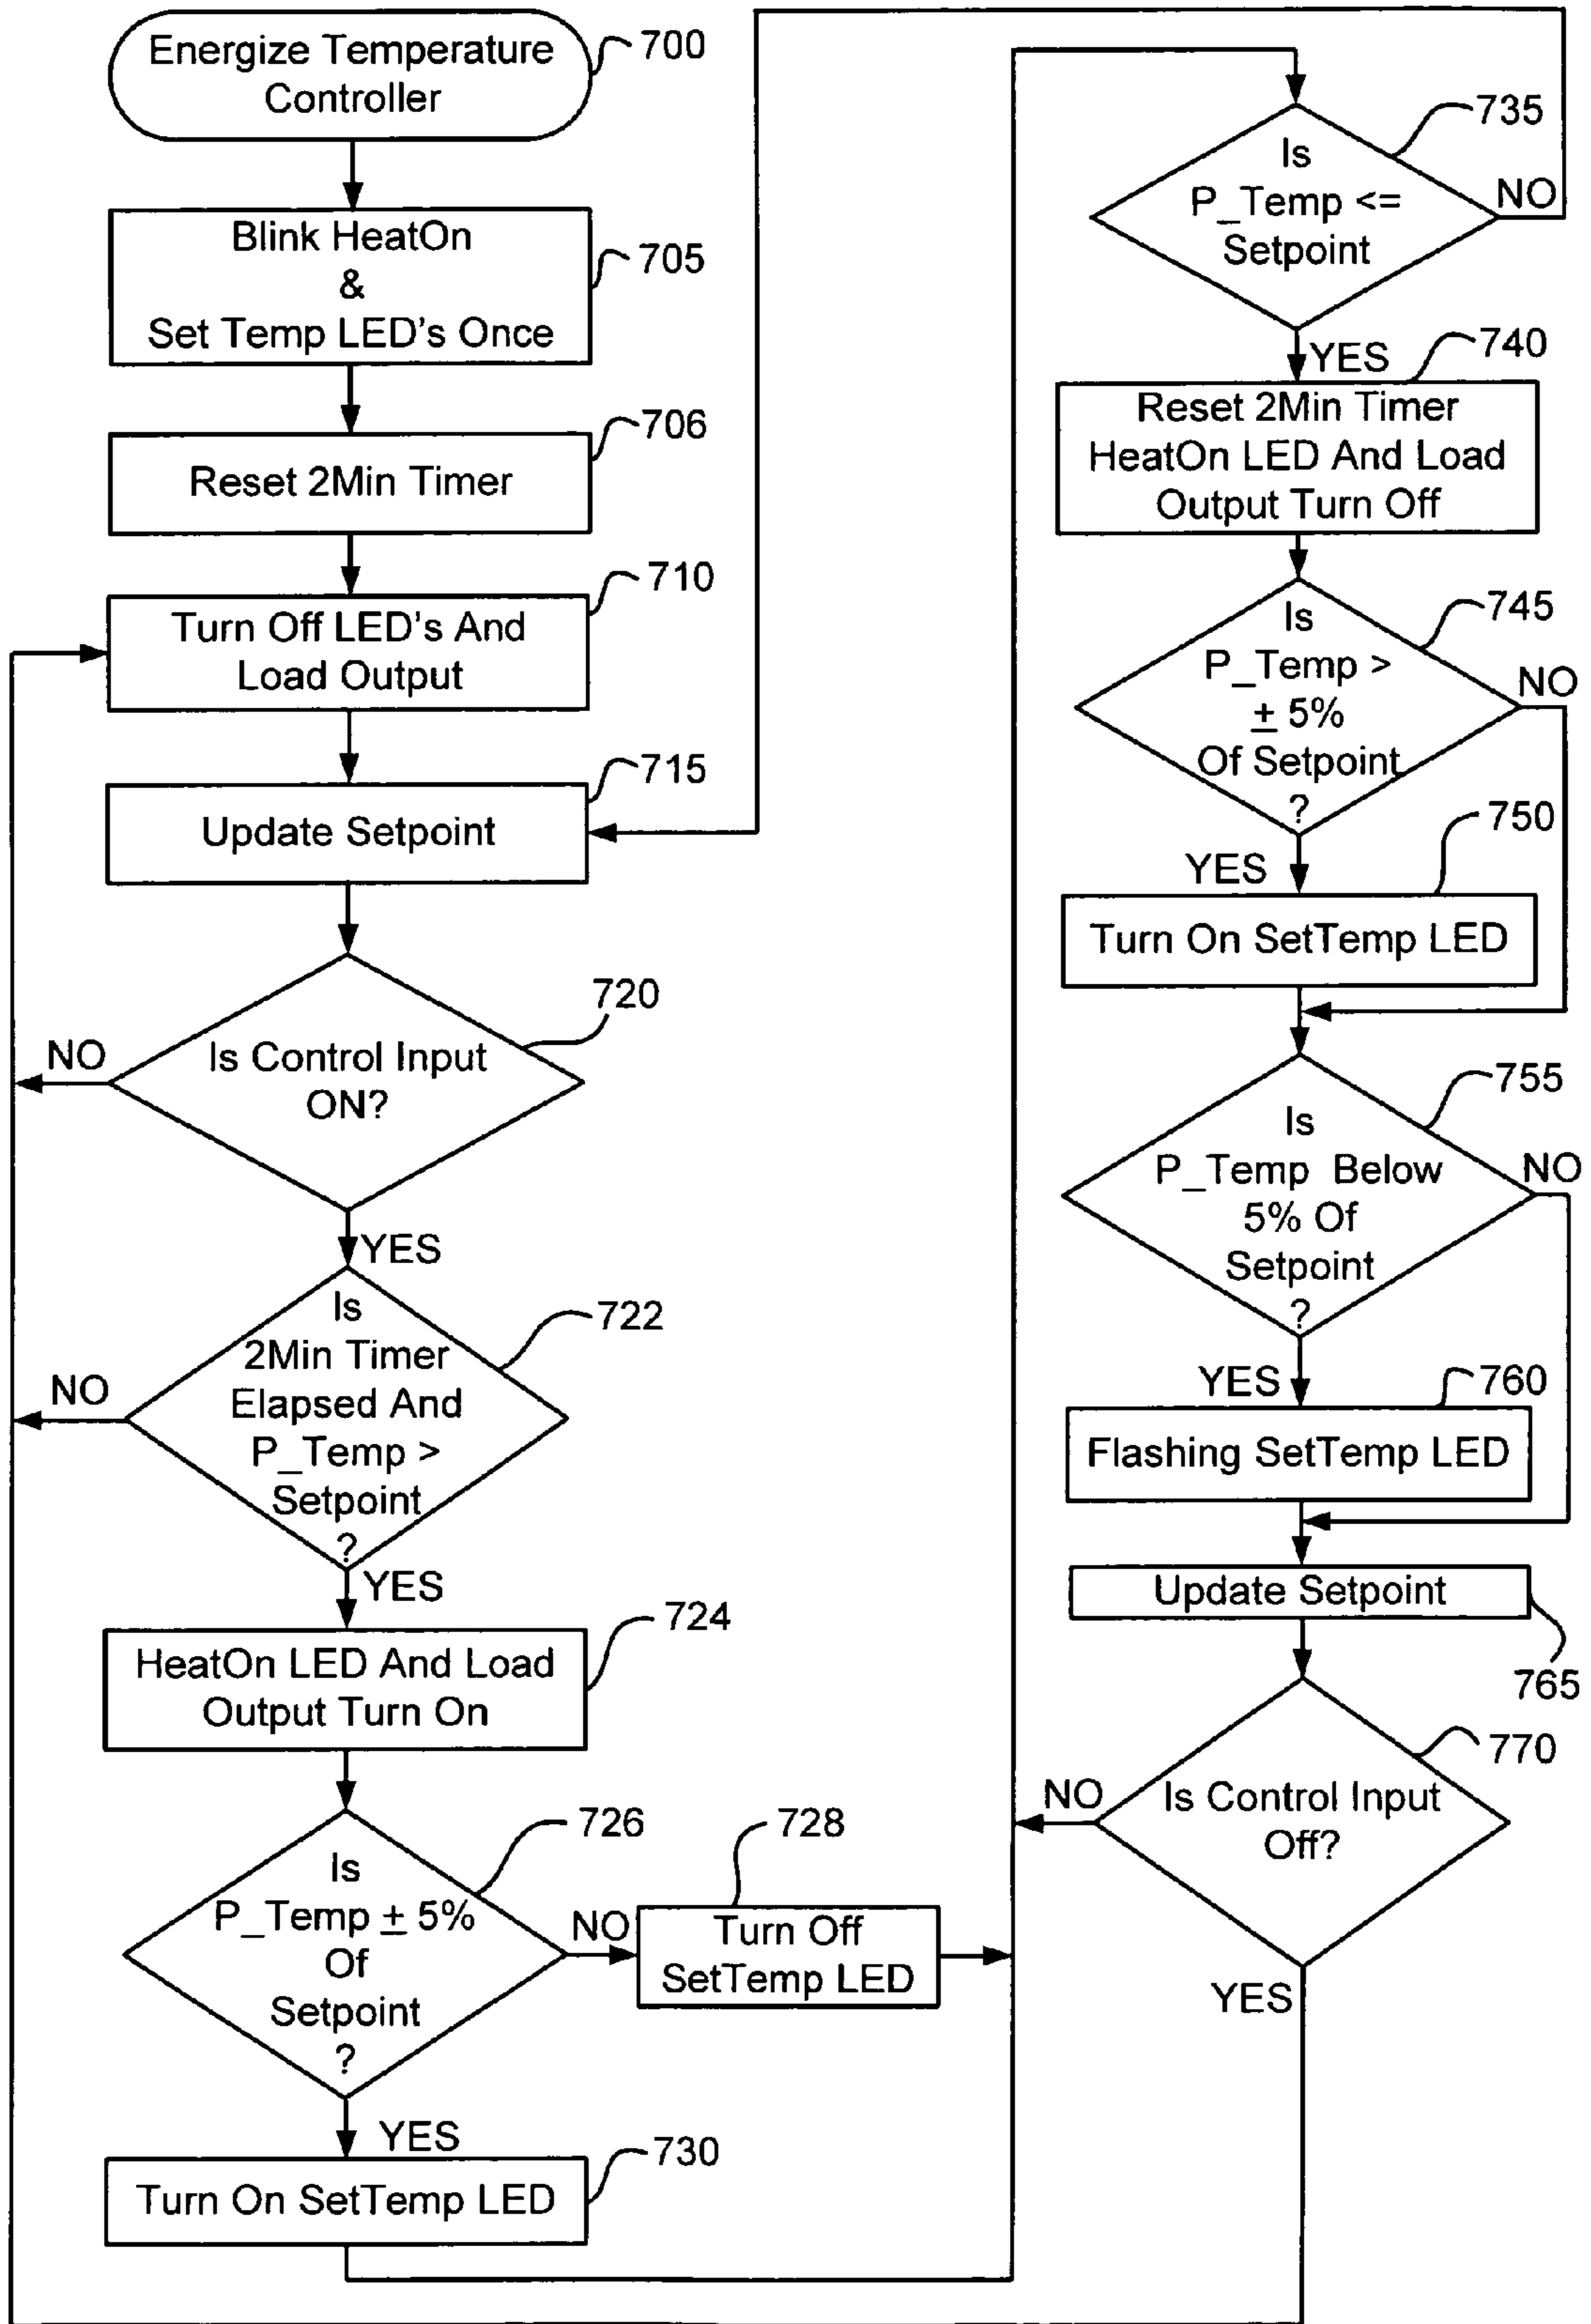 Energize Temperature
Controller
700
Blink HeatOn
&
Set Temp LED's Once
705
706
Reset 2Min Timer
710
Turn Off LED's And
Load Output
715
Update Setpoint
720
Is Control Input
ON?
NO
YES
722
Is
2Min Timer
Elapsed And
P_Temp >
Setpoint
?
NO
YES
724
HeatOn LED And Load
Output Turn On
726
Is
P_Temp ± 5%
Of
Setpoint
?
NO
728
Turn Off
SetTemp LED
YES
730
Turn On SetTemp LED
735
Is
P_Temp <=
Setpoint
NO
YES
740
Reset 2Min Timer
HeatOn LED And Load
Output Turn Off
745
Is
P_Temp >
± 5%
Of Setpoint
?
NO
YES
750
Turn On SetTemp LED
755
Is
P_Temp Below
5% Of
Setpoint
?
NO
YES
760
Flashing SetTemp LED
Update Setpoint
765
770
Is Control Input
Off?
NO
YES